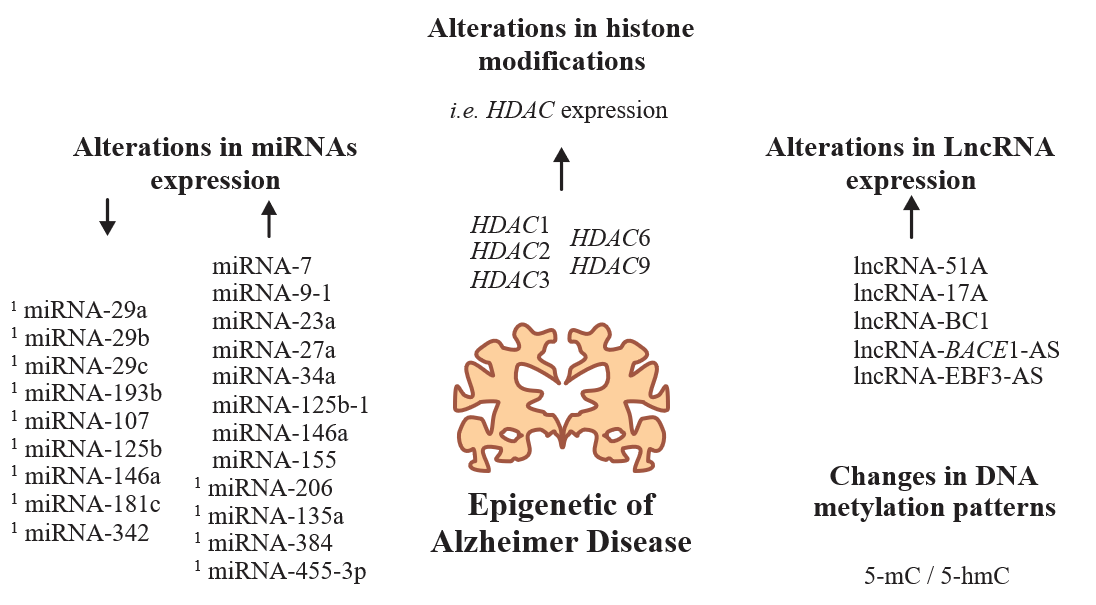 Alterations in histone
modifications
i.e. HDAC expression
HDAC1
HDAC2
HDAC3
HDAC6
HDAC9
Alterations in miRNAs
expression
1 miRNA-29a
1 miRNA-29b
1 miRNA-29c
1 miRNA-193b
1 miRNA-107
1 miRNA-125b
1 miRNA-146a
1 miRNA-181c
1 miRNA-342
miRNA-7
miRNA-9-1
miRNA-23a
miRNA-27a
miRNA-34a
miRNA-125b-1
miRNA-146a
miRNA-155
1 miRNA-206
1 miRNA-135a
1 miRNA-384
1 miRNA-455-3p
Epigenetic of
Alzheimer Disease
Alterations in LncRNA
expression
lncRNA-51A
lncRNA-17A
lncRNA-BC1
lncRNA-BACE1-AS
lncRNA-EBF3-AS
Changes in DNA
metylation patterns
5-mC / 5-hmC